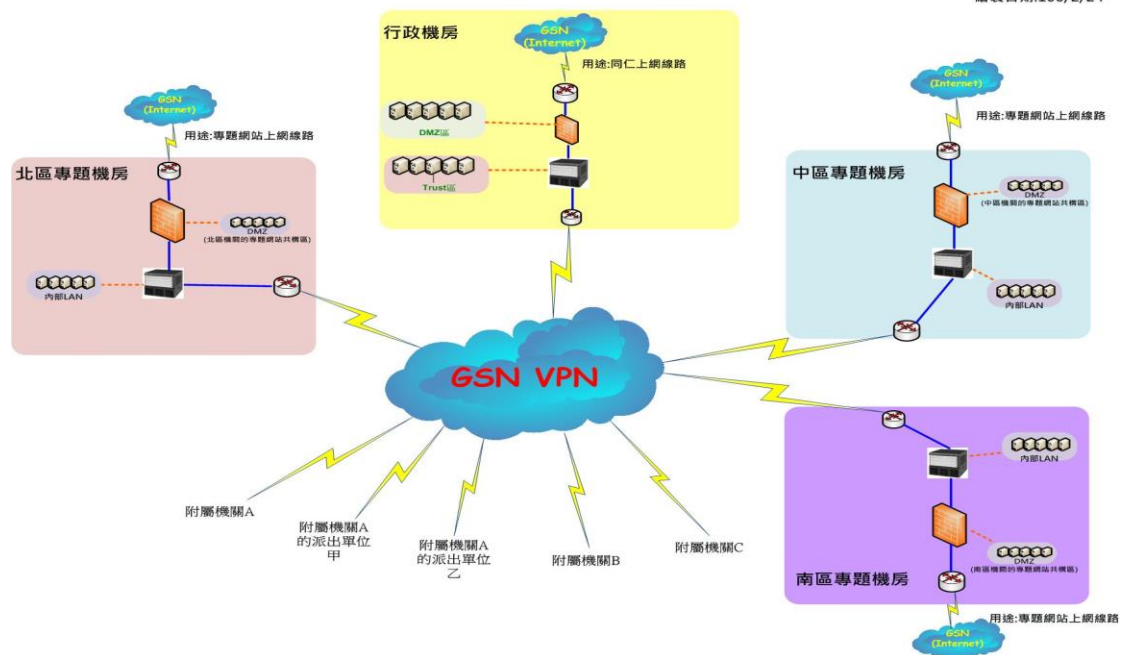 行政機房
GSN
(Internet)
用途:同仁上網線路
DMZ區
Trust區
GSN
(Internet)
用途:專題網站上網線路
北區專題機房
DMZ
(北區機關的專題網站共構區)
內部LAN
GSN
(Internet)
用途:專題網站上網線路
中區專題機房
DMZ
(中區機關的專題網站共構區)
內部LAN
GSN VPN
內部LAN
DMZ
(南區機關的專題網站共構區)
南區專題機房
用途:專題網站上網線路
GSN
(Internet)
附屬機關A
附屬機關A
的派出單位
甲
附屬機關A
的派出單位
乙
附屬機關B
附屬機關C